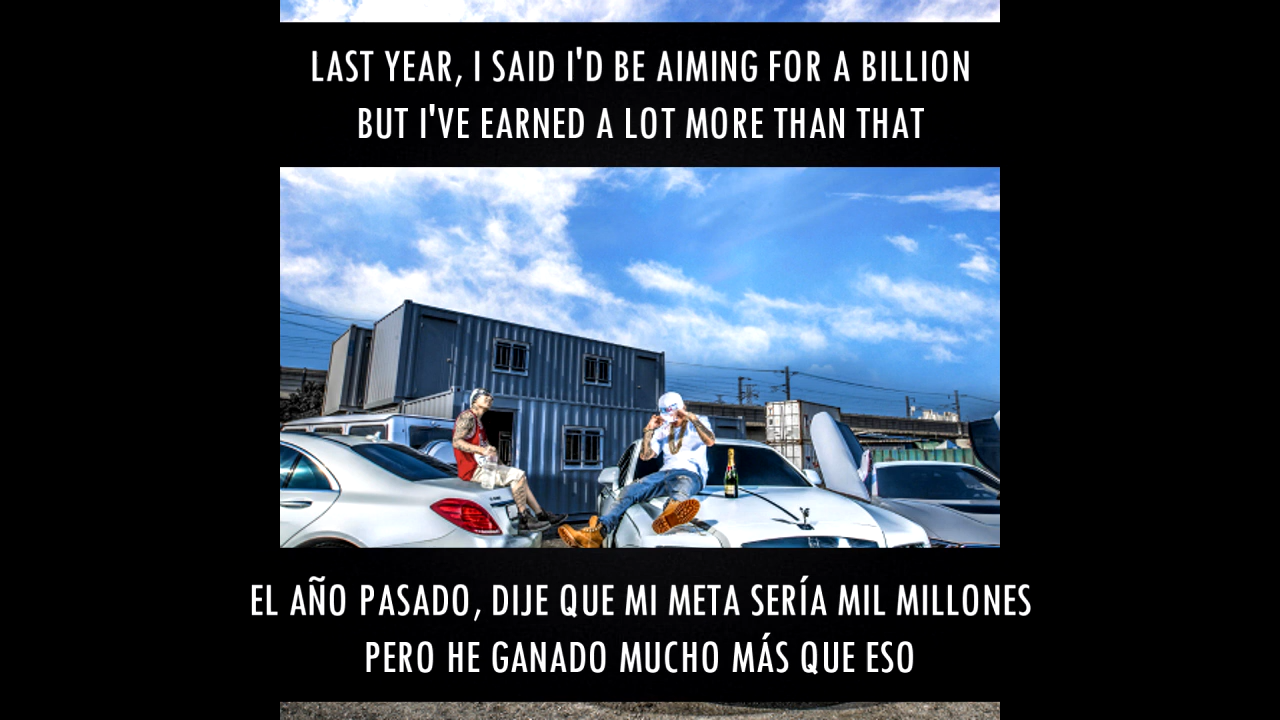 LAST YEAR, I SAID I'D BE AIMING FOR A BILLION
BUT I'VE EARNED A LOT MORE THAN THAT
EL AÑO PASADO, DIJE QUE MI META SERÍA MIL MILLONES
PERO HE GANADO MUCHO MÁS QUE ESO